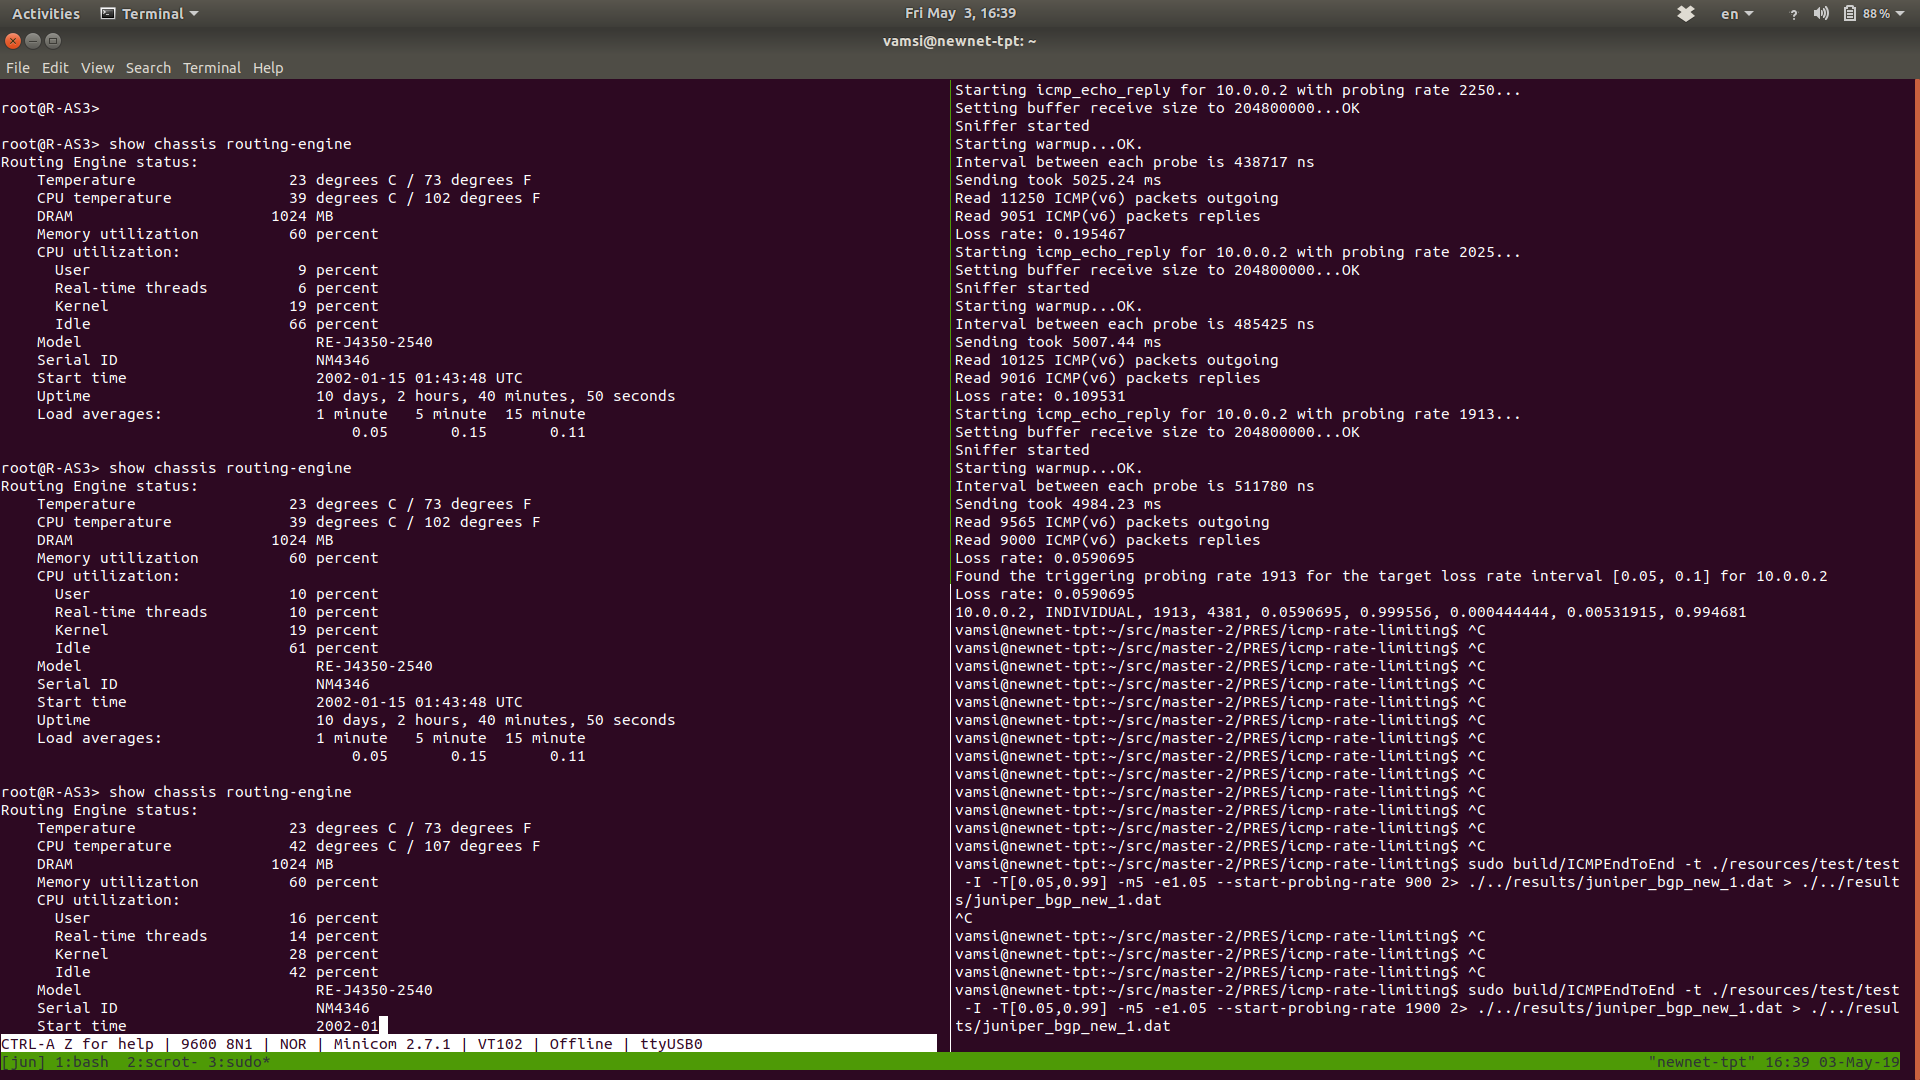 Activities Terminal Fri May 3, 16:39 en ? 88 %
vamsi@newnet-tpt: ~
File Edit View Search Terminal Help
root@R-AS3>
root@R-AS3> show chassis routing-engine
Routing Engine status:
Temperature 23 degrees C / 73 degrees F
CPU temperature 39 degrees C / 102 degrees F
DRAM 1024 MB
Memory utilization 60 percent
CPU utilization:
User 9 percent
Real-time threads 6 percent
Kernel 19 percent
Idle 66 percent
Model RE-J4350-2540
Serial ID NM4346
Start time 2002-01-15 01:43:48 UTC
Uptime 10 days, 2 hours, 40 minutes, 50 seconds
Load averages: 1 minute 5 minute 15 minute
0.05 0.15 0.11
root@R-AS3> show chassis routing-engine
Routing Engine status:
Temperature 23 degrees C / 73 degrees F
CPU temperature 39 degrees C / 102 degrees F
DRAM 1024 MB
Memory utilization 60 percent
CPU utilization:
User 10 percent
Real-time threads 10 percent
Kernel 19 percent
Idle 61 percent
Model RE-J4350-2540
Serial ID NM4346
Start time 2002-01-15 01:43:48 UTC
Uptime 10 days, 2 hours, 40 minutes, 50 seconds
Load averages: 1 minute 5 minute 15 minute
0.05 0.15 0.11
root@R-AS3> show chassis routing-engine
Routing Engine status:
Temperature 23 degrees C / 73 degrees F
CPU temperature 42 degrees C / 107 degrees F
DRAM 1024 MB
Memory utilization 60 percent
CPU utilization:
User 16 percent
Real-time threads 14 percent
Kernel 28 percent
Idle 42 percent
Model RE-J4350-2540
Serial ID NM4346
Start time 2002-01
CTRL-A Z for help | 9600 8N1 | NOR | Minicom 2.7.1 | VT102 | Offline | ttyUSB0
Starting icmp_echo_reply for 10.0.0.2 with probing rate 2250...
Setting buffer receive size to 204800000...OK
Sniffer started
Starting warmup...OK.
Interval between each probe is 438717 ns
Sending took 5025.24 ms
Read 11250 ICMP(v6) packets outgoing
Read 9051 ICMP(v6) packets replies
Loss rate: 0.195467
Starting icmp_echo_reply for 10.0.0.2 with probing rate 2025...
Setting buffer receive size to 204800000...OK
Sniffer started
Starting warmup...OK.
Interval between each probe is 485425 ns
Sending took 5007.44 ms
Read 10125 ICMP(v6) packets outgoing
Read 9016 ICMP(v6) packets replies
Loss rate: 0.109531
Starting icmp_echo_reply for 10.0.0.2 with probing rate 1913...
Setting buffer receive size to 204800000...OK
Sniffer started
Starting warmup...OK.
Interval between each probe is 511780 ns
Sending took 4984.23 ms
Read 9565 ICMP(v6) packets outgoing
Read 9000 ICMP(v6) packets replies
Loss rate: 0.0590695
Found the triggering probing rate 1913 for the target loss rate interval [0.05, 0.1] for 10.0.0.2
Loss rate: 0.0590695
10.0.0.2, INDIVIDUAL, 1913, 4381, 0.0590695, 0.999556, 0.000444444, 0.00531915, 0.994681
vamsi@newnet-tpt:~/src/master-2/PRES/icmp-rate-limiting$ ^C
vamsi@newnet-tpt:~/src/master-2/PRES/icmp-rate-limiting$ ^C
vamsi@newnet-tpt:~/src/master-2/PRES/icmp-rate-limiting$ ^C
vamsi@newnet-tpt:~/src/master-2/PRES/icmp-rate-limiting$ ^C
vamsi@newnet-tpt:~/src/master-2/PRES/icmp-rate-limiting$ ^C
vamsi@newnet-tpt:~/src/master-2/PRES/icmp-rate-limiting$ ^C
vamsi@newnet-tpt:~/src/master-2/PRES/icmp-rate-limiting$ ^C
vamsi@newnet-tpt:~/src/master-2/PRES/icmp-rate-limiting$ ^C
vamsi@newnet-tpt:~/src/master-2/PRES/icmp-rate-limiting$ ^C
vamsi@newnet-tpt:~/src/master-2/PRES/icmp-rate-limiting$ ^C
vamsi@newnet-tpt:~/src/master-2/PRES/icmp-rate-limiting$ ^C
vamsi@newnet-tpt:~/src/master-2/PRES/icmp-rate-limiting$ ^C
vamsi@newnet-tpt:~/src/master-2/PRES/icmp-rate-limiting$ ^C
vamsi@newnet-tpt:~/src/master-2/PRES/icmp-rate-limiting$ sudo build/ICMPEndToEnd -t ./resources/test/test
-I -T[0.05,0.99] -m5 -e1.05 --start-probing-rate 900 2> ./../results/juniper_bgp_new_1.dat > ./../result
s/juniper_bgp_new_1.dat
^C
vamsi@newnet-tpt:~/src/master-2/PRES/icmp-rate-limiting$ ^C
vamsi@newnet-tpt:~/src/master-2/PRES/icmp-rate-limiting$ ^C
vamsi@newnet-tpt:~/src/master-2/PRES/icmp-rate-limiting$ ^C
vamsi@newnet-tpt:~/src/master-2/PRES/icmp-rate-limiting$ sudo build/ICMPEndToEnd -t ./resources/test/test
-I -T[0.05,0.99] -m5 -e1.05 --start-probing-rate 1900 2> ./../results/juniper_bgp_new_1.dat > ./../resul
ts/juniper_bgp_new_1.dat
[jun] 1:bash 2:scrot- 3:sudo* "newnet-tpt" 16:39 03-May-19